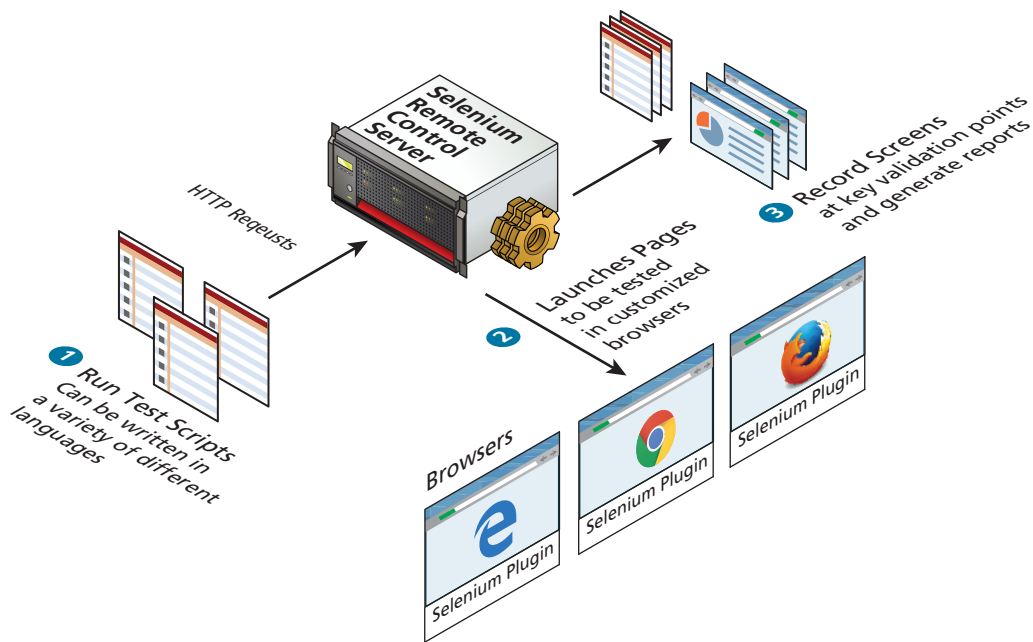 Selenium
Remote
Control
Server
HTTP Reqeusts
1 Run Test Scripts
Can be written in
a variety of different
languages
2 Launches Pages
to be tested
in customized
browsers
3 Record Screens
at key validation points
and generate reports
Browsers
Selenium Plugin
Selenium Plugin
Selenium Plugin